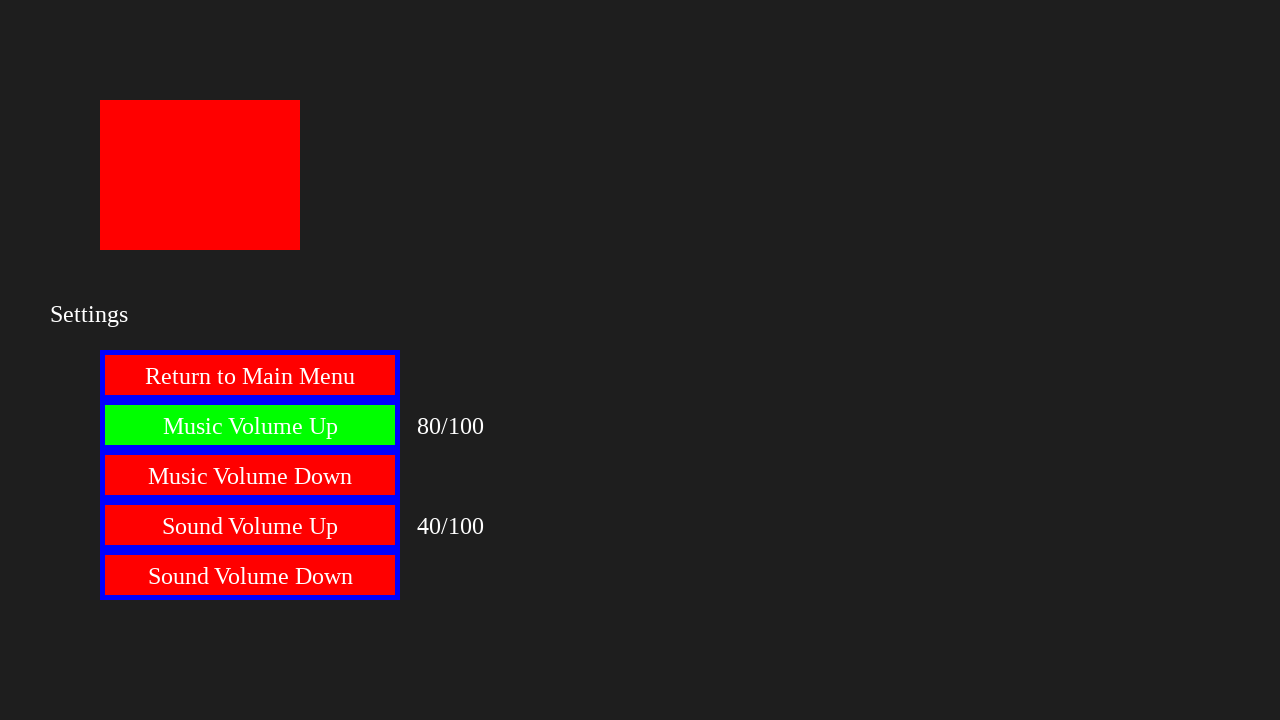 Settings
Return to Main Menu
Music Volume Up 80/100
Music Volume Down
Sound Volume Up 40/100
Sound Volume Down